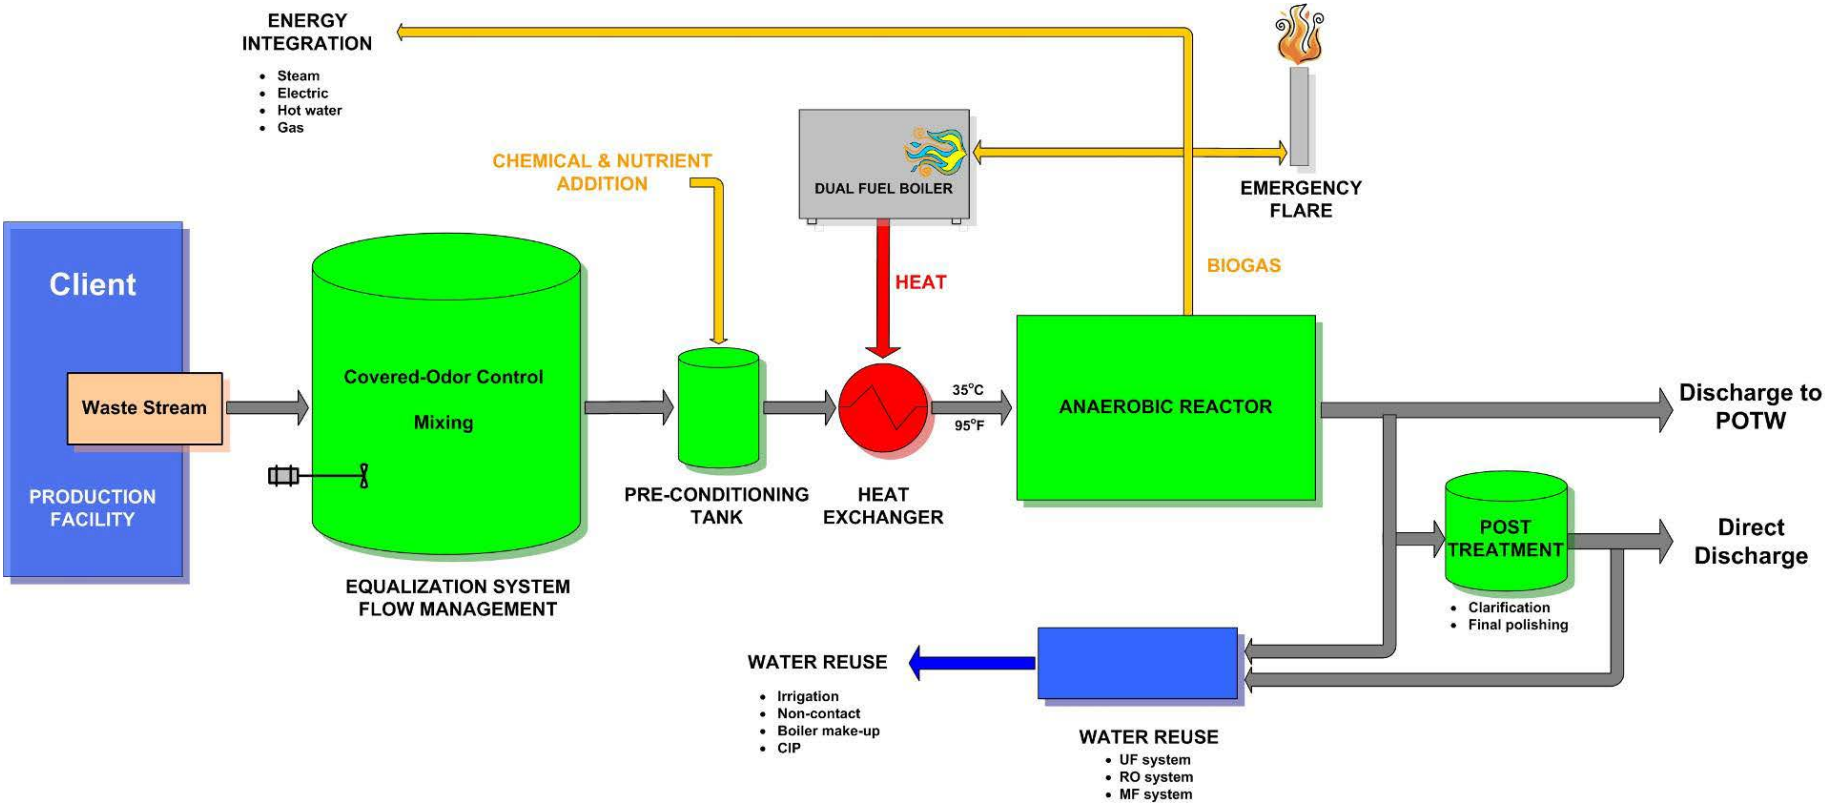 ENERGY
INTEGRATION
• Steam
• Electric
• Hot water
• Gas
CHEMICAL & NUTRIENT
ADDITION
DUAL FUEL BOILER
EMERGENCY
FLARE
HEAT
BIOGAS
Client
Waste Stream
PRODUCTION
FACILITY
Covered-Odor Control
Mixing
EQUALIZATION SYSTEM
FLOW MANAGEMENT
PRE-CONDITIONING
TANK
HEAT
EXCHANGER
35°C
95°F
ANAEROBIC REACTOR
Discharge to
POTW
POST
TREATMENT
• Clarification
• Final polishing
Direct
Discharge
WATER REUSE
• Irrigation
• Non-contact
• Boiler make-up
• CIP
WATER REUSE
• UF system
• RO system
• MF system